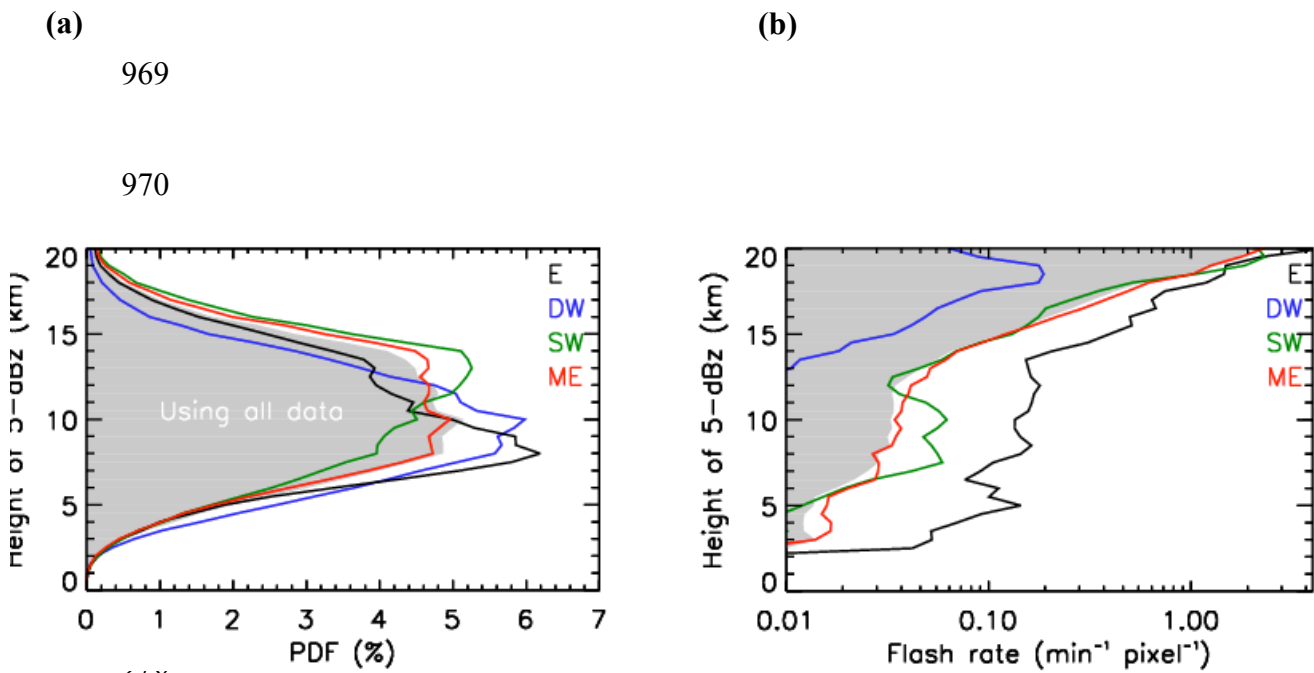 (a) (b)
969
970
20
15
10
5
0
Height of 5-dBz (km)
E
DW
SW
ME
Using all data
0 1 2 3 4 5 6 7
PDF (%)
20
15
10
5
0
Height of 5-dBz (km)
E
DW
SW
ME
0.01 0.10 1.00
Flash rate (min⁻¹ pixel⁻¹)